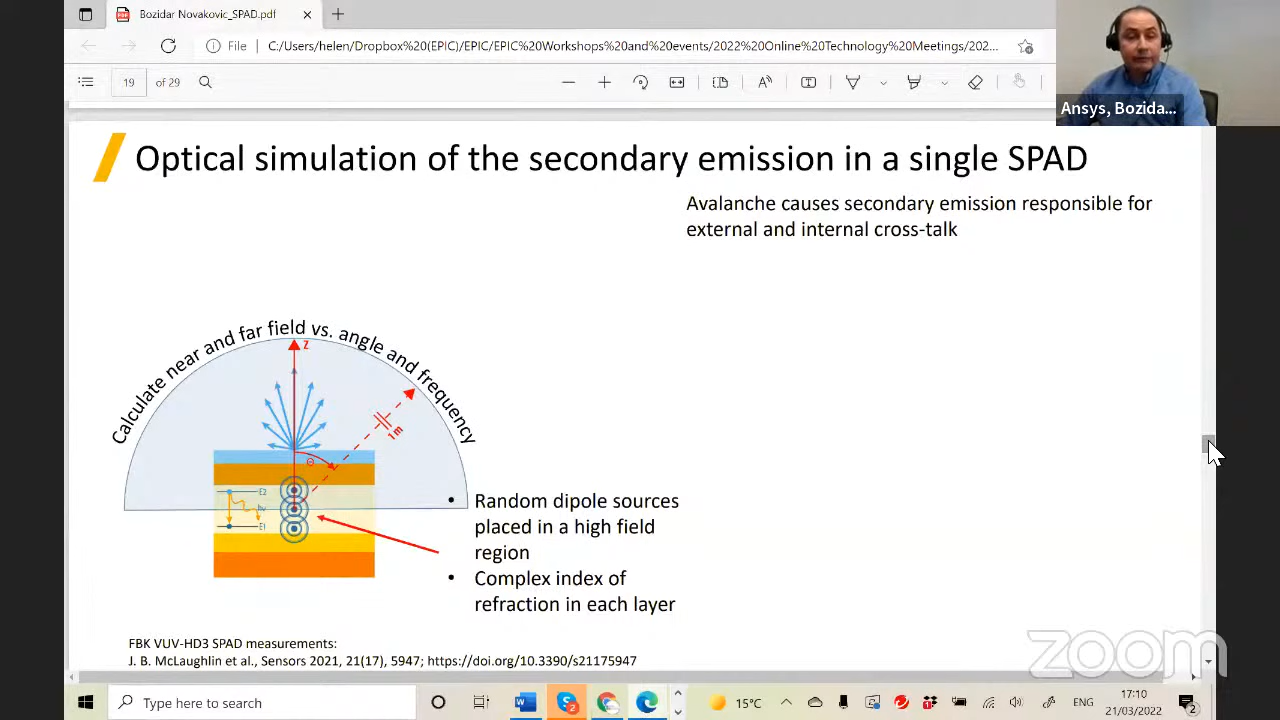 Bozidar Novakovic_SPAD.pdf
File
C:/Users/helen/Dropbox%20(EPIC)/EPIC/EPIC%20Workshops%20and%20events/2022%20Online%20Technology%20Meetings/202...
19 of 29
Ansys, Bozida...
Optical simulation of the secondary emission in a single SPAD
Avalanche causes secondary emission responsible for
external and internal cross-talk
Calculate near and far field vs. angle and frequency
z
1m
Θ
E2
hv
E1
• Random dipole sources
placed in a high field
region
• Complex index of
refraction in each layer
FBK VUV-HD3 SPAD measurements:
J. B. McLaughlin et al., Sensors 2021, 21(17), 5947; https://doi.org/10.3390/s21175947
zoom
Type here to search
2
15°C
ENG
17:10
21/03/2022
2